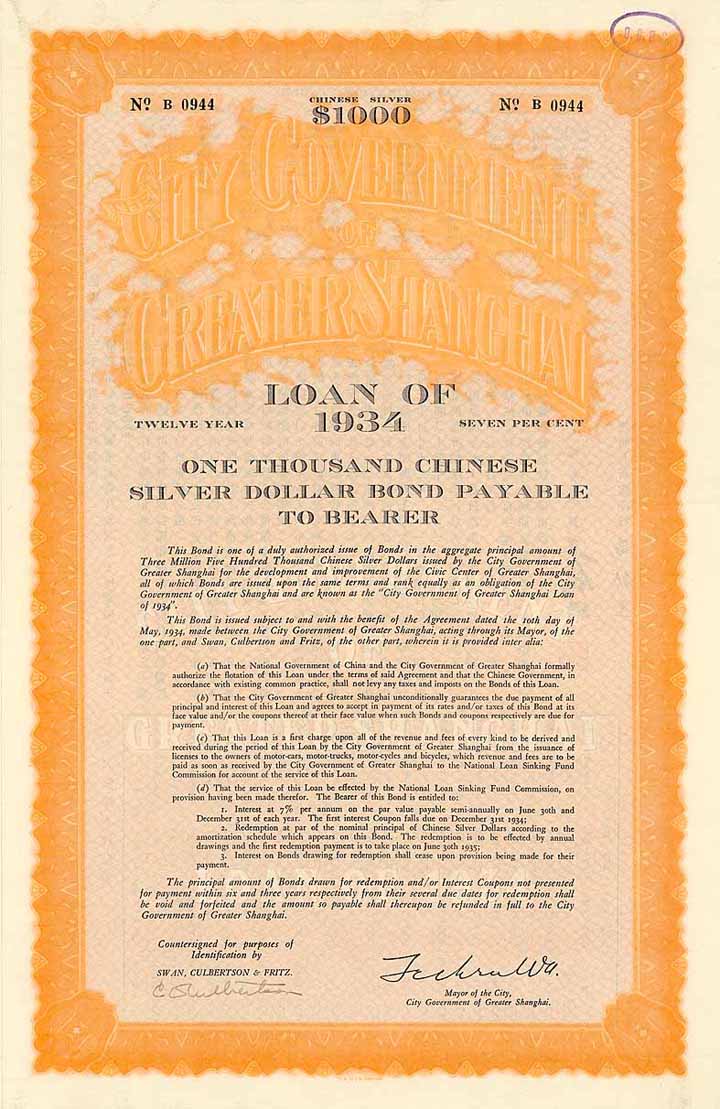 Nº B 0944
CHINESE SILVER
$1000
Nº B 0944
THE
CITY GOVERNMENT
OF
GREATER SHANGHAI
LOAN OF
1934
TWELVE YEAR
SEVEN PER CENT
ONE THOUSAND CHINESE
SILVER DOLLAR BOND PAYABLE
TO BEARER
This Bond is one of a duly authorized issue of Bonds in the aggregate principal amount of
Three Million Five Hundred Thousand Chinese Silver Dollars issued by the City Government of
Greater Shanghai for the development and improvement of the Civic Center of Greater Shanghai,
all of which Bonds are issued upon the same terms and rank equally as an obligation of the City
Government of Greater Shanghai and are known as the "City Government of Greater Shanghai Loan
of 1934".
This Bond is issued subject to and with the benefit of the Agreement dated the 10th day of
May, 1934, made between the City Government of Greater Shanghai, acting through its Mayor, of the
one part, and Swan, Culbertson and Fritz, of the other part, wherein it is provided inter alia:
(a) That the National Government of China and the City Government of Greater Shanghai formally
authorize the flotation of this Loan under the terms of said Agreement and that the Chinese Government, in
accordance with existing common practice, shall not levy any taxes and imposts on the Bonds of this Loan.
(b) That the City Government of Greater Shanghai unconditionally guarantees the due payment of all
principal and interest of this Loan and agrees to accept in payment of its rates and/or taxes of this Bond at its
face value and/or the coupons thereof at their face value when such Bonds and coupons respectively are due for
payment.
(c) That this Loan is a first charge upon all of the revenue and fees of every kind to be derived and
received during the period of this Loan by the City Government of Greater Shanghai from the issuance of
licenses to the owners of motor-cars, motor-trucks, motor-cycles and bicycles, which revenue and fees are to be
paid as soon as received by the City Government of Greater Shanghai to the National Loan Sinking Fund
Commission for account of the service of this Loan.
(d) That the service of this Loan be effected by the National Loan Sinking Fund Commission, on
provision having been made therefor. The Bearer of this Bond is entitled to:
1. Interest at 7% per annum on the par value payable semi-annually on June 30th and
December 31st of each year. The first interest Coupon falls due on December 31st 1934;
2. Redemption at par of the nominal principal of Chinese Silver Dollars according to the
amortization schedule which appears on this Bond. The redemption is to be effected by annual
drawings and the first redemption payment is to take place on June 30th 1935;
3. Interest on Bonds drawing for redemption shall cease upon provision being made for their
payment.
The principal amount of Bonds drawn for redemption and/or Interest Coupons not presented
for payment within six and three years respectively from their several due dates for redemption shall
be void and forfeited and the amount so payable shall thereupon be refunded in full to the City
Government of Greater Shanghai.
Countersigned for purposes of
Identification by
SWAN, CULBERTSON & FRITZ.
Mayor of the City,
City Government of Greater Shanghai.